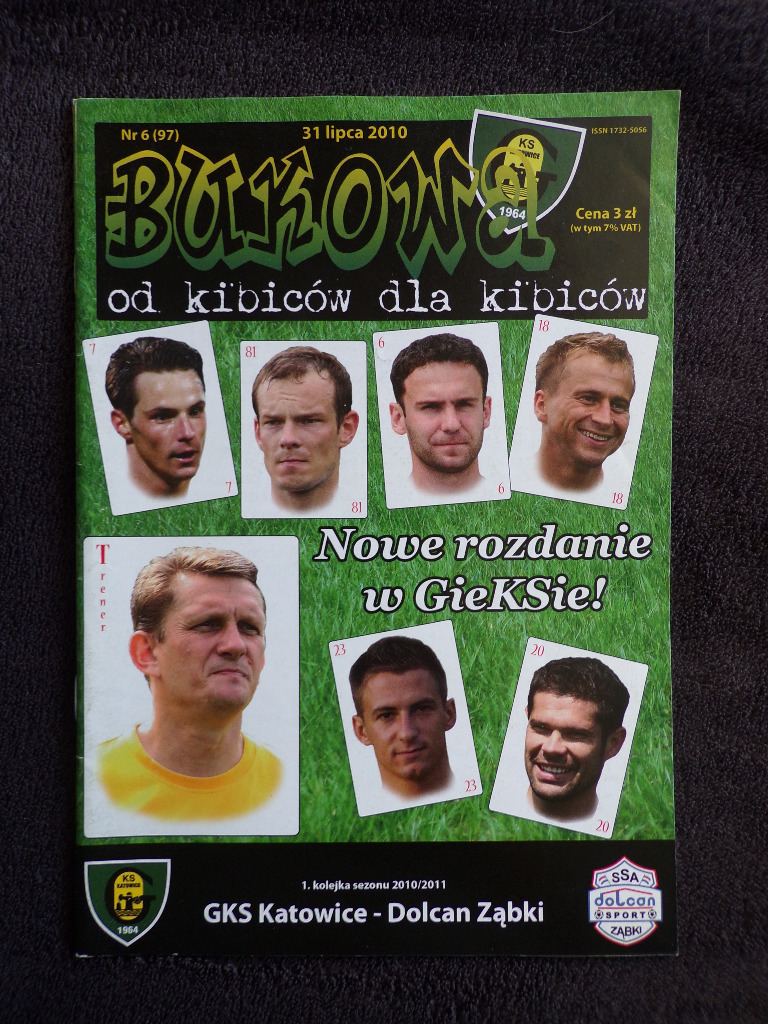 Nr 6 (97)
31 lipca 2010
ISSN 1732-5056
KS
KATOWICE
1964
BUKOWA
Cena 3 zł
(w tym 7% VAT)
od kibiców dla kibiców
7
7
81
81
6
6
18
18
Trener
Nowe rozdanie
w GieKSie!
23
23
20
20
KS
KATOWICE
1964
1. kolejka sezonu 2010/2011
GKS Katowice - Dolcan Ząbki
SSA
dolcan
SPORT
ZĄBKI